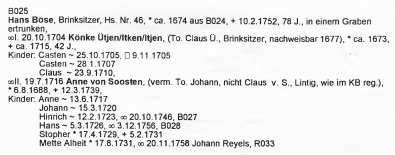 B025
Hans Böse, Brinksitzer, Hs. Nr. 46, * ca. 1674 aus B024, + 10.2.1752, 78 J., in einem Graben
ertrunken,
∞I. 20.10.1704 Könke Ütjen/Itken/Itjen, (To. Claus Ü., Brinksitzer, nachweisbar 1677), * ca. 1673,
+ ca. 1715, 42 J.,
Kinder: Casten ~ 25.10.1705, ⎕ 9.11.1705
Casten ~ 28.1.1707
Claus ~ 23.9.1710,
∞II. 19.7.1716 Anne von Soosten, (verm. To. Johann, nicht Claus v. S., Lintig, wie im KB reg.),
* 6.8.1688, + 12.3.1739,
Kinder: Anne ~ 13.6.1717
Johann ~ 15.3.1720
Hinrich ~ 12.2.1723, ∞ 20.10.1746, B027
Hans ~ 5.3.1726, ∞ 3.12.1756, B028
Stopher * 17.4.1729, + 5.2.1731
Mette Alheit * 17.8.1731, ∞ 20.11.1758 Johann Reyels, R033